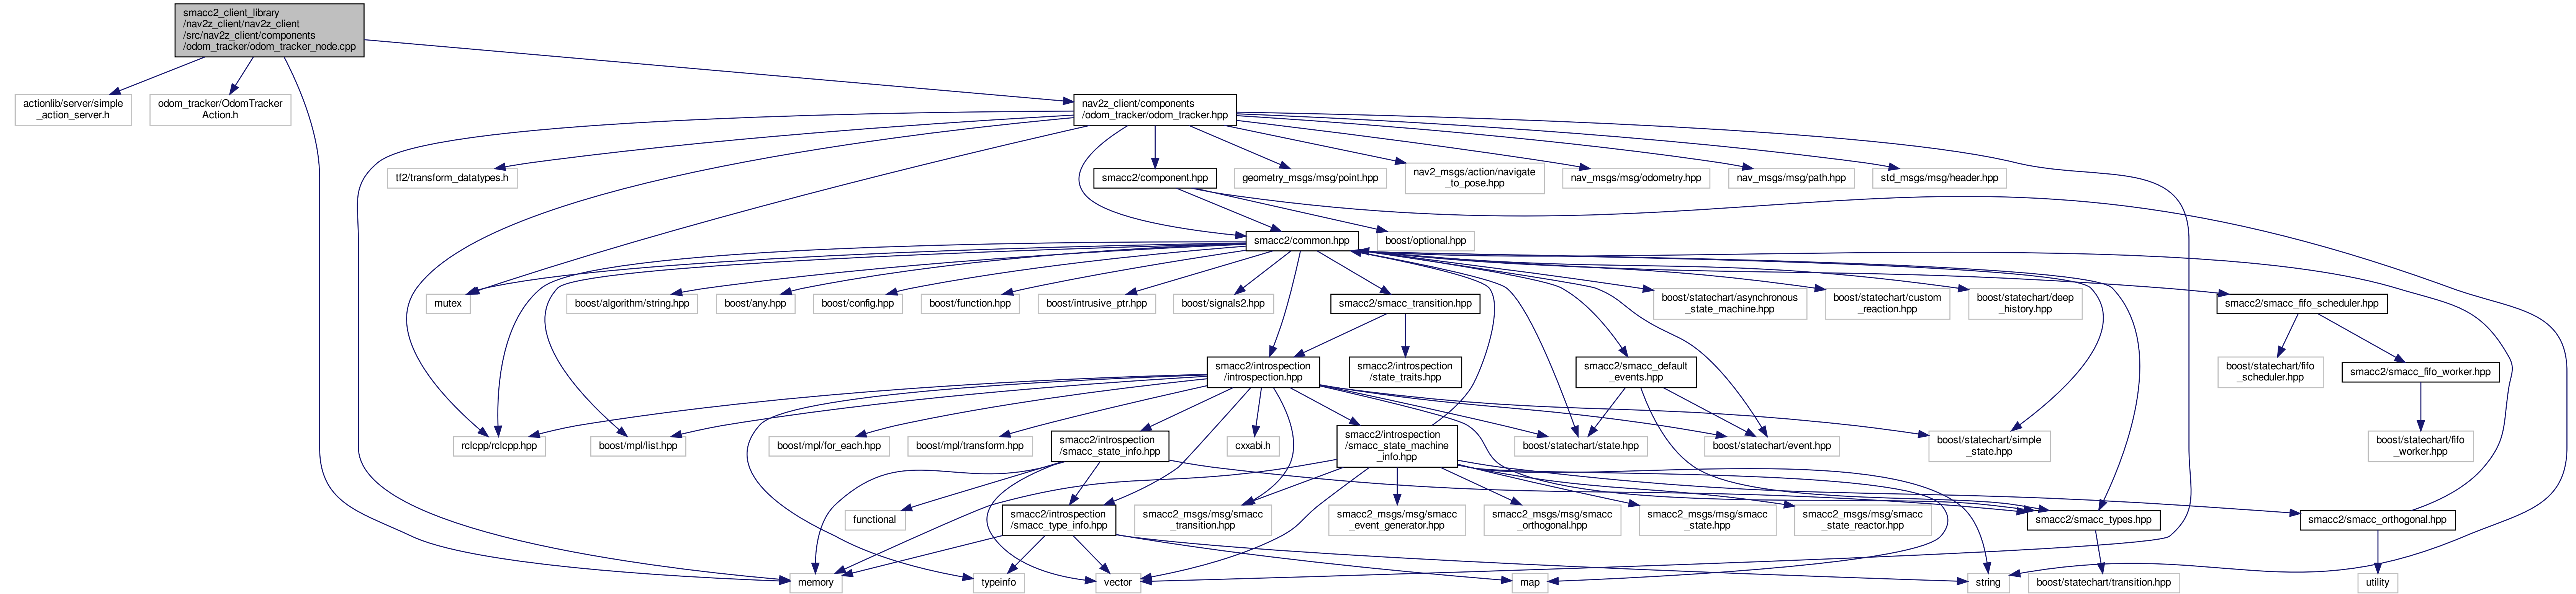 smacc2_client_library
/nav2z_client/nav2z_client
/src/nav2z_client/components
/odom_tracker/odom_tracker_node.cpp
actionlib/server/simple
_action_server.h
odom_tracker/OdomTracker
Action.h
nav2z_client/components
/odom_tracker/odom_tracker.hpp
tf2/transform_datatypes.h
smacc2/component.hpp
geometry_msgs/msg/point.hpp
nav2_msgs/action/navigate
_to_pose.hpp
nav_msgs/msg/odometry.hpp
nav_msgs/msg/path.hpp
std_msgs/msg/header.hpp
smacc2/common.hpp
boost/optional.hpp
mutex
boost/algorithm/string.hpp
boost/any.hpp
boost/config.hpp
boost/function.hpp
boost/intrusive_ptr.hpp
boost/signals2.hpp
smacc2/smacc_transition.hpp
boost/statechart/asynchronous
_state_machine.hpp
boost/statechart/custom
_reaction.hpp
boost/statechart/deep
_history.hpp
smacc2/smacc_fifo_scheduler.hpp
smacc2/introspection
/introspection.hpp
smacc2/introspection
/state_traits.hpp
smacc2/smacc_default
_events.hpp
boost/statechart/fifo
_scheduler.hpp
smacc2/smacc_fifo_worker.hpp
rclcpp/rclcpp.hpp
boost/mpl/list.hpp
boost/mpl/for_each.hpp
boost/mpl/transform.hpp
smacc2/introspection
/smacc_state_info.hpp
cxxabi.h
smacc2/introspection
/smacc_state_machine
_info.hpp
boost/statechart/state.hpp
boost/statechart/event.hpp
boost/statechart/simple
_state.hpp
boost/statechart/fifo
_worker.hpp
functional
smacc2/introspection
/smacc_type_info.hpp
smacc2_msgs/msg/smacc
_transition.hpp
smacc2_msgs/msg/smacc
_event_generator.hpp
smacc2_msgs/msg/smacc
_orthogonal.hpp
smacc2_msgs/msg/smacc
_state.hpp
smacc2_msgs/msg/smacc
_state_reactor.hpp
smacc2/smacc_types.hpp
smacc2/smacc_orthogonal.hpp
memory
typeinfo
vector
map
string
boost/statechart/transition.hpp
utility